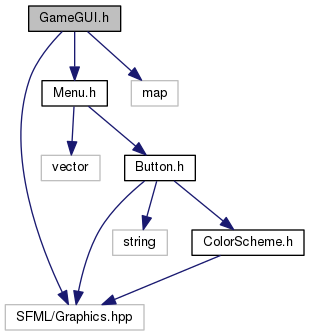 GameGUI.h
Menu.h
map
vector
Button.h
string
ColorScheme.h
SFML/Graphics.hpp